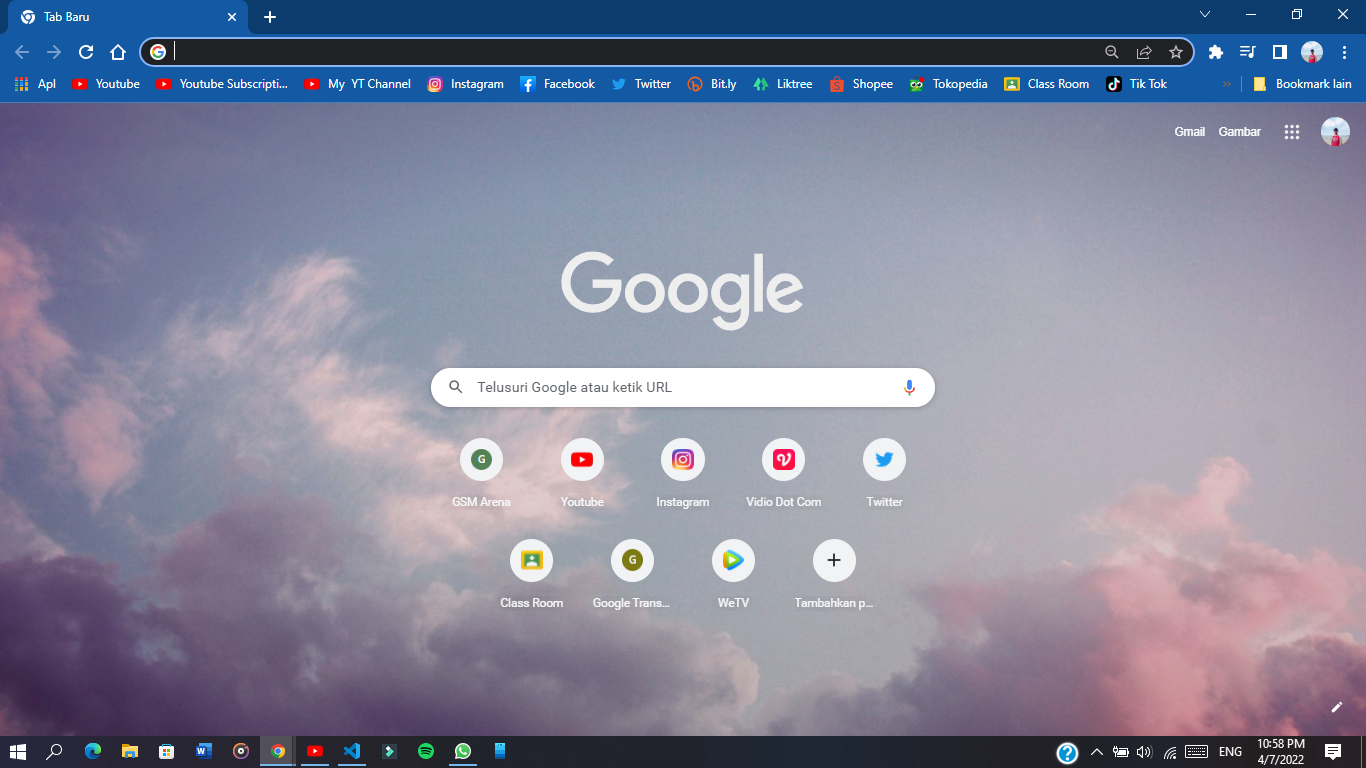 Tab Baru
Apl Youtube Youtube Subscripti... My YT Channel Instagram Facebook Twitter Bit.ly Liktree Shopee Tokopedia Class Room Tik Tok » Bookmark lain
Gmail Gambar
Google
Telusuri Google atau ketik URL
G
GSM Arena Youtube Instagram Vidio Dot Com Twitter
G
Class Room Google Trans... WeTV Tambahkan p...
ENG 10:58 PM
4/7/2022